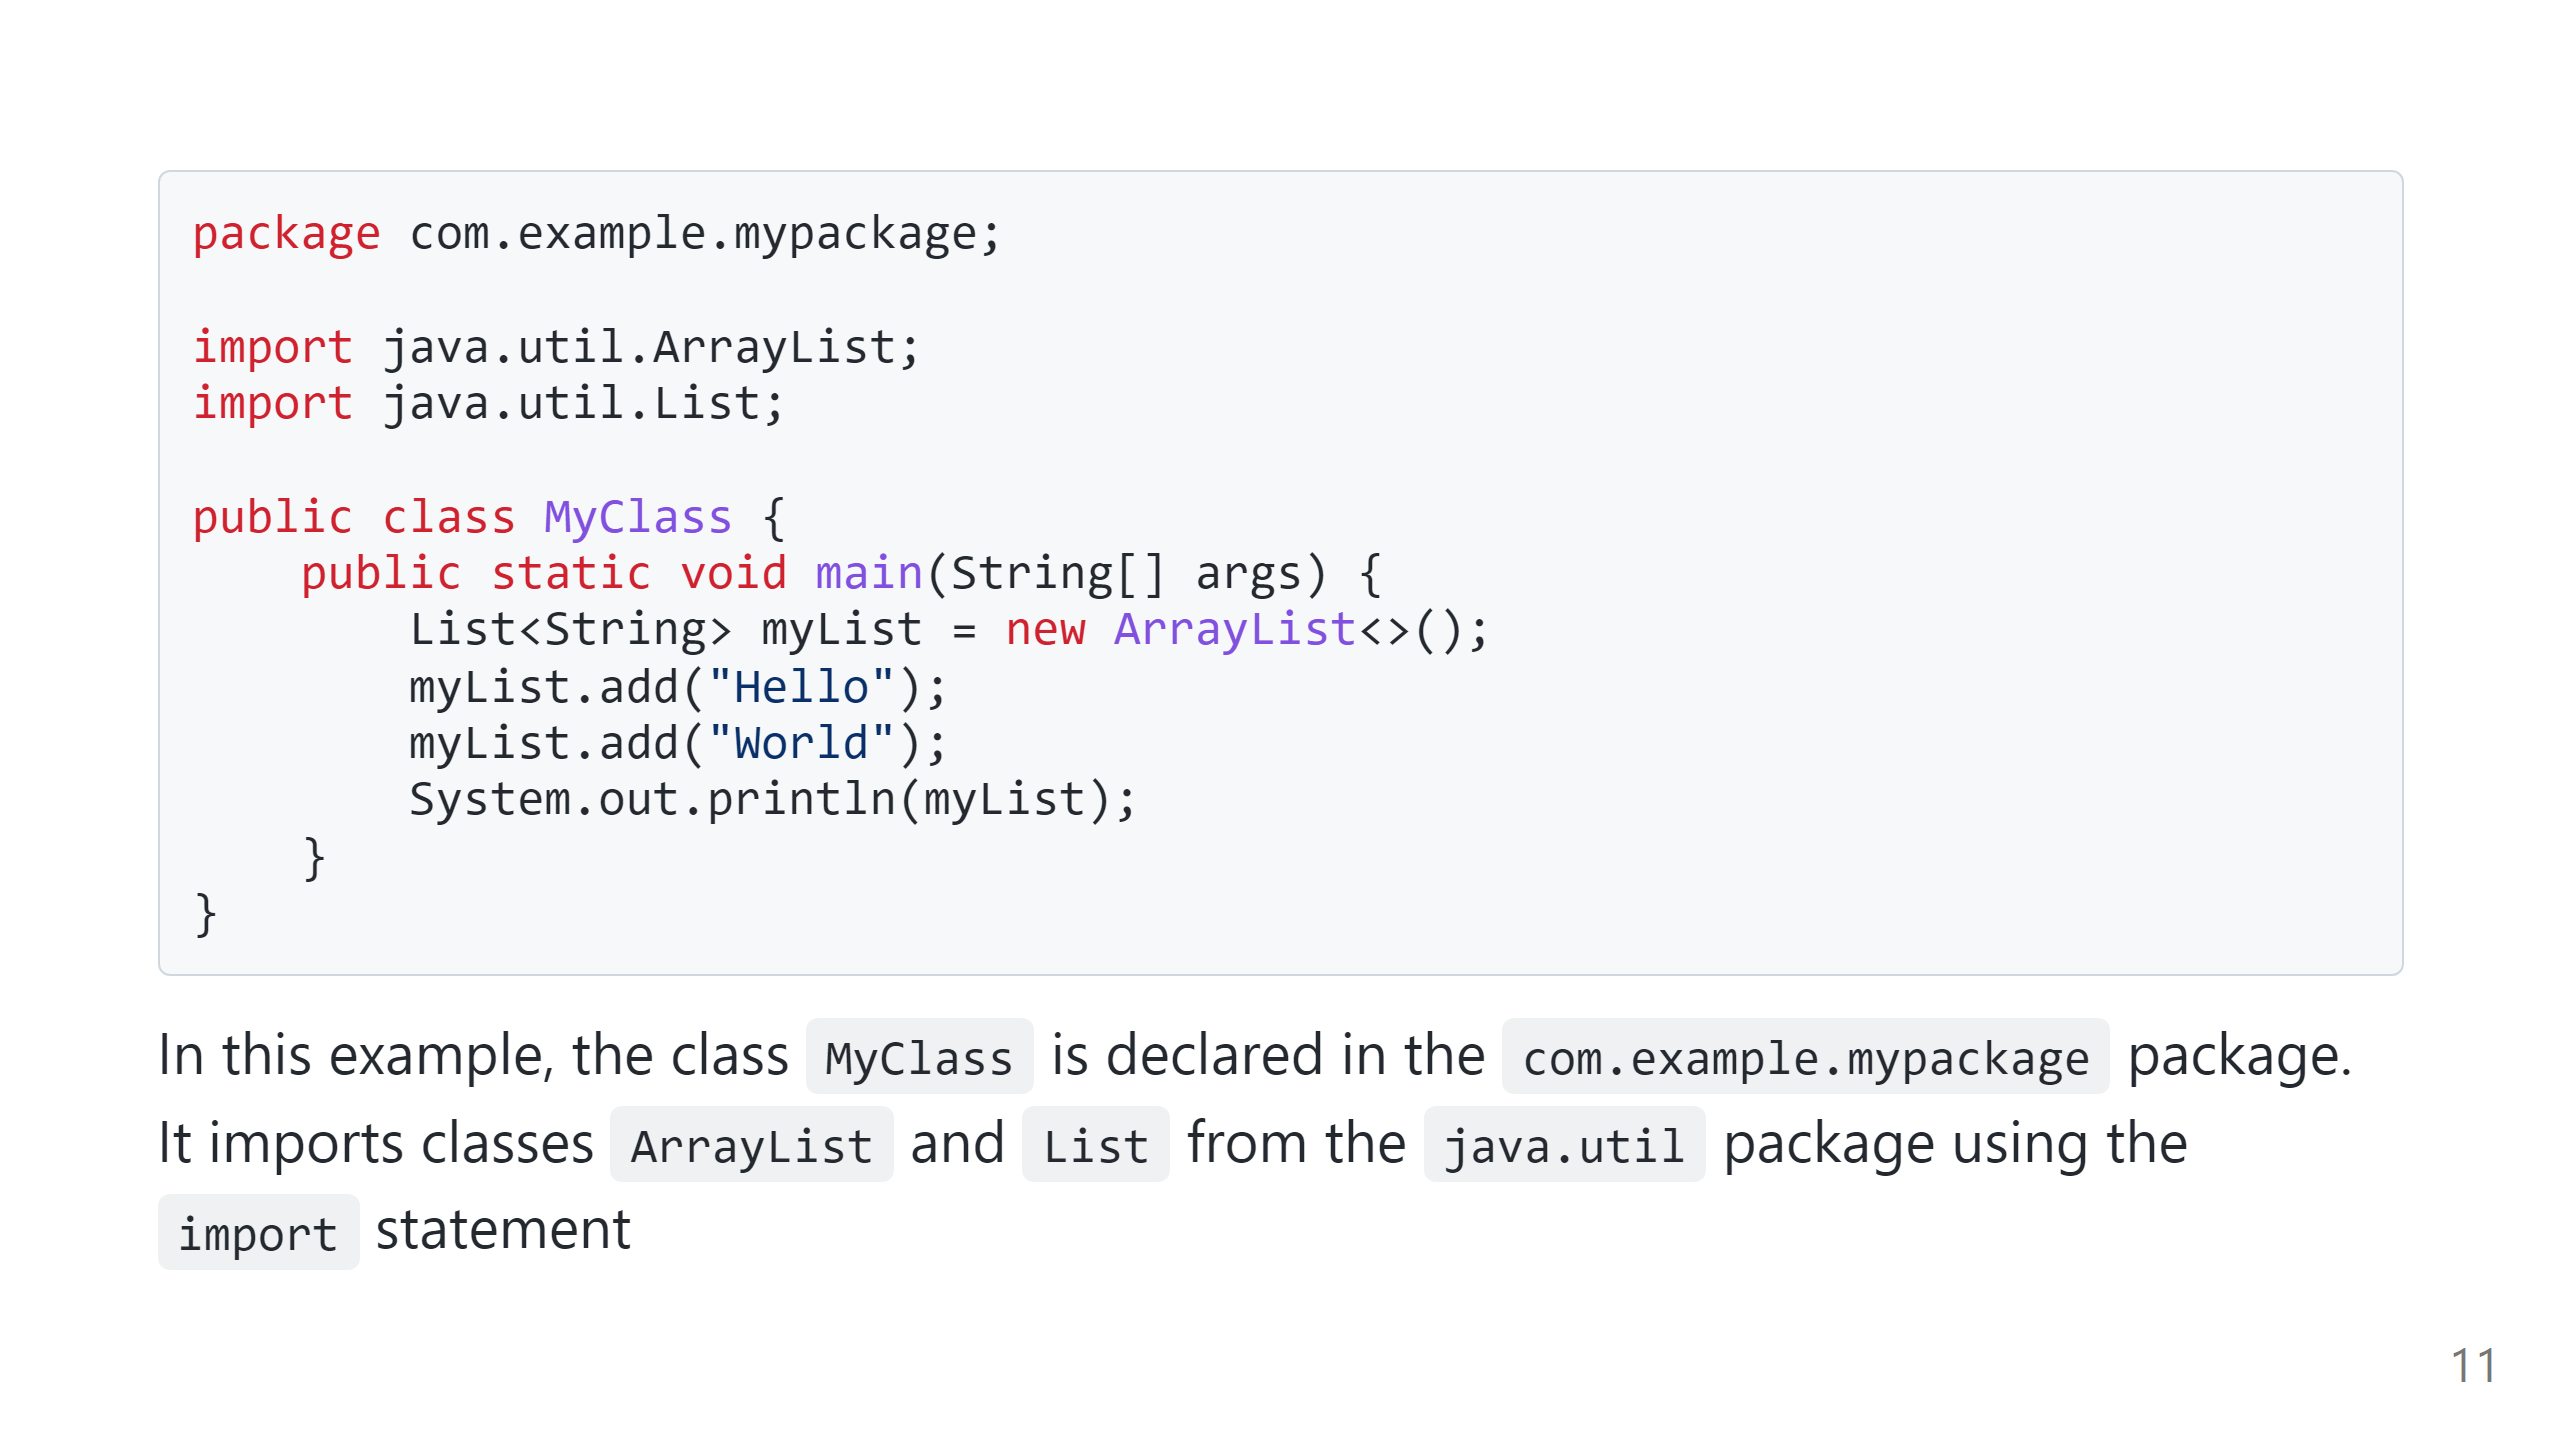 package com.example.mypackage;
import java.util.ArrayList;
import java.util.List;
public class MyClass {
    public static void main(String[] args) {
        List<String> myList = new ArrayList<>();
        myList.add("Hello");
        myList.add("World");
        System.out.println(myList);
    }
}
In this example, the class MyClass is declared in the com.example.mypackage package.
It imports classes ArrayList and List from the java.util package using the
import statement
11